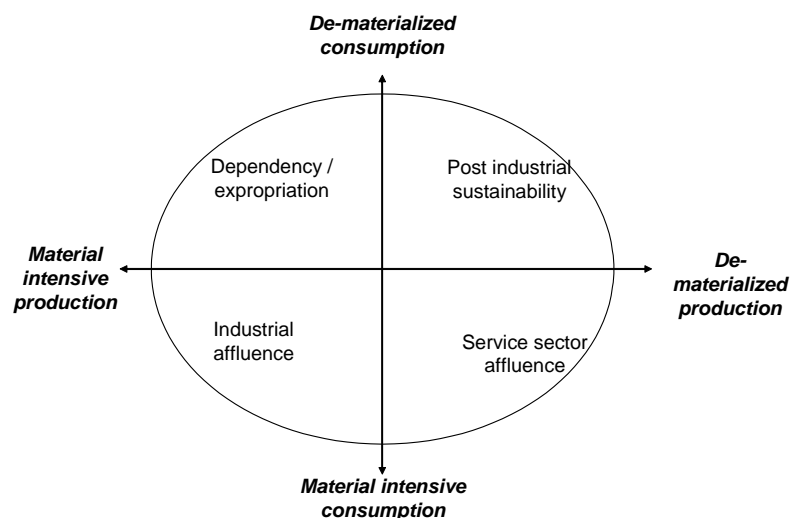 De-materialized
consumption
Dependency /
expropriation
Post industrial
sustainability
Material
intensive
production
De-
materialized
production
Industrial
affluence
Service sector
affluence
Material intensive
consumption